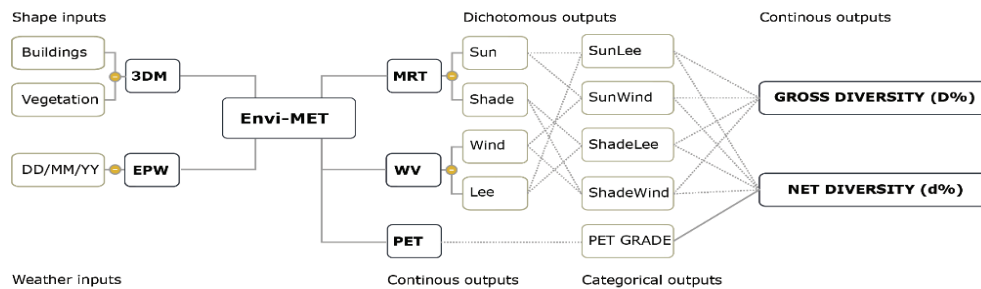 Shape inputs
Dichotomous outputs
Continous outputs
Buildings
Vegetation
3DM
DD/MM/YY
EPW
Envi-MET
MRT
WV
PET
Sun
Shade
Wind
Lee
SunLee
SunWind
ShadeLee
ShadeWind
PET GRADE
GROSS DIVERSITY (D%)
NET DIVERSITY (d%)
Weather inputs
Continous outputs
Categorical outputs